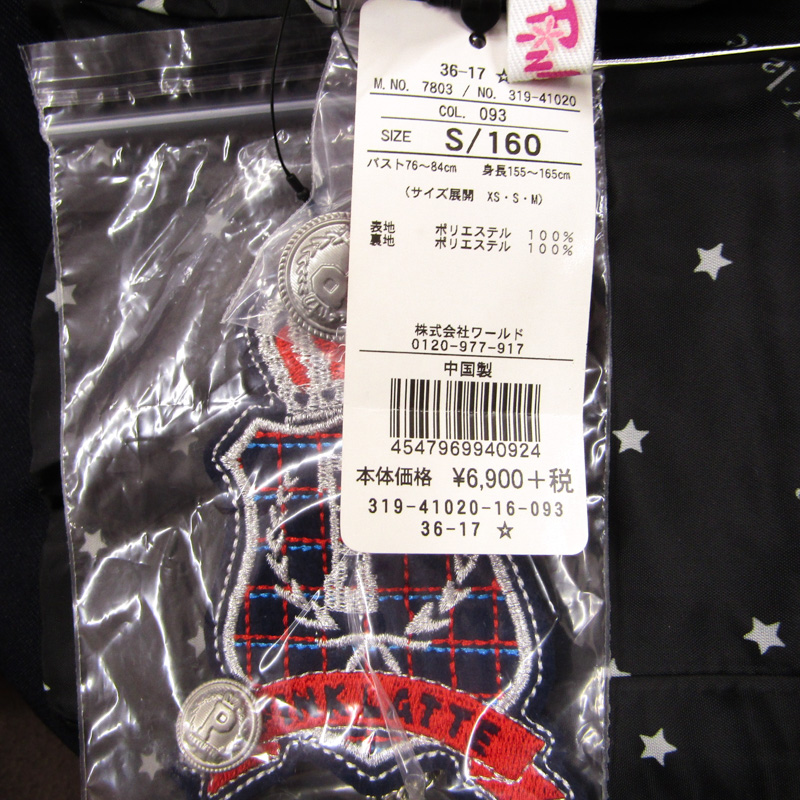 36-17 ☆
M.NO. 7803 / NO. 319-41020
COL. 093
SIZE S/160
バスト76〜84cm 身長155〜165cm
(サイズ展開 XS・S・M)
表地 ポリエステル 100%
裏地 ポリエステル 100%
株式会社ワールド
0120-977-917
中国製
4547969940924
本体価格 ¥6,900+税
319-41020-16-093
36-17 ☆
P
LATTE